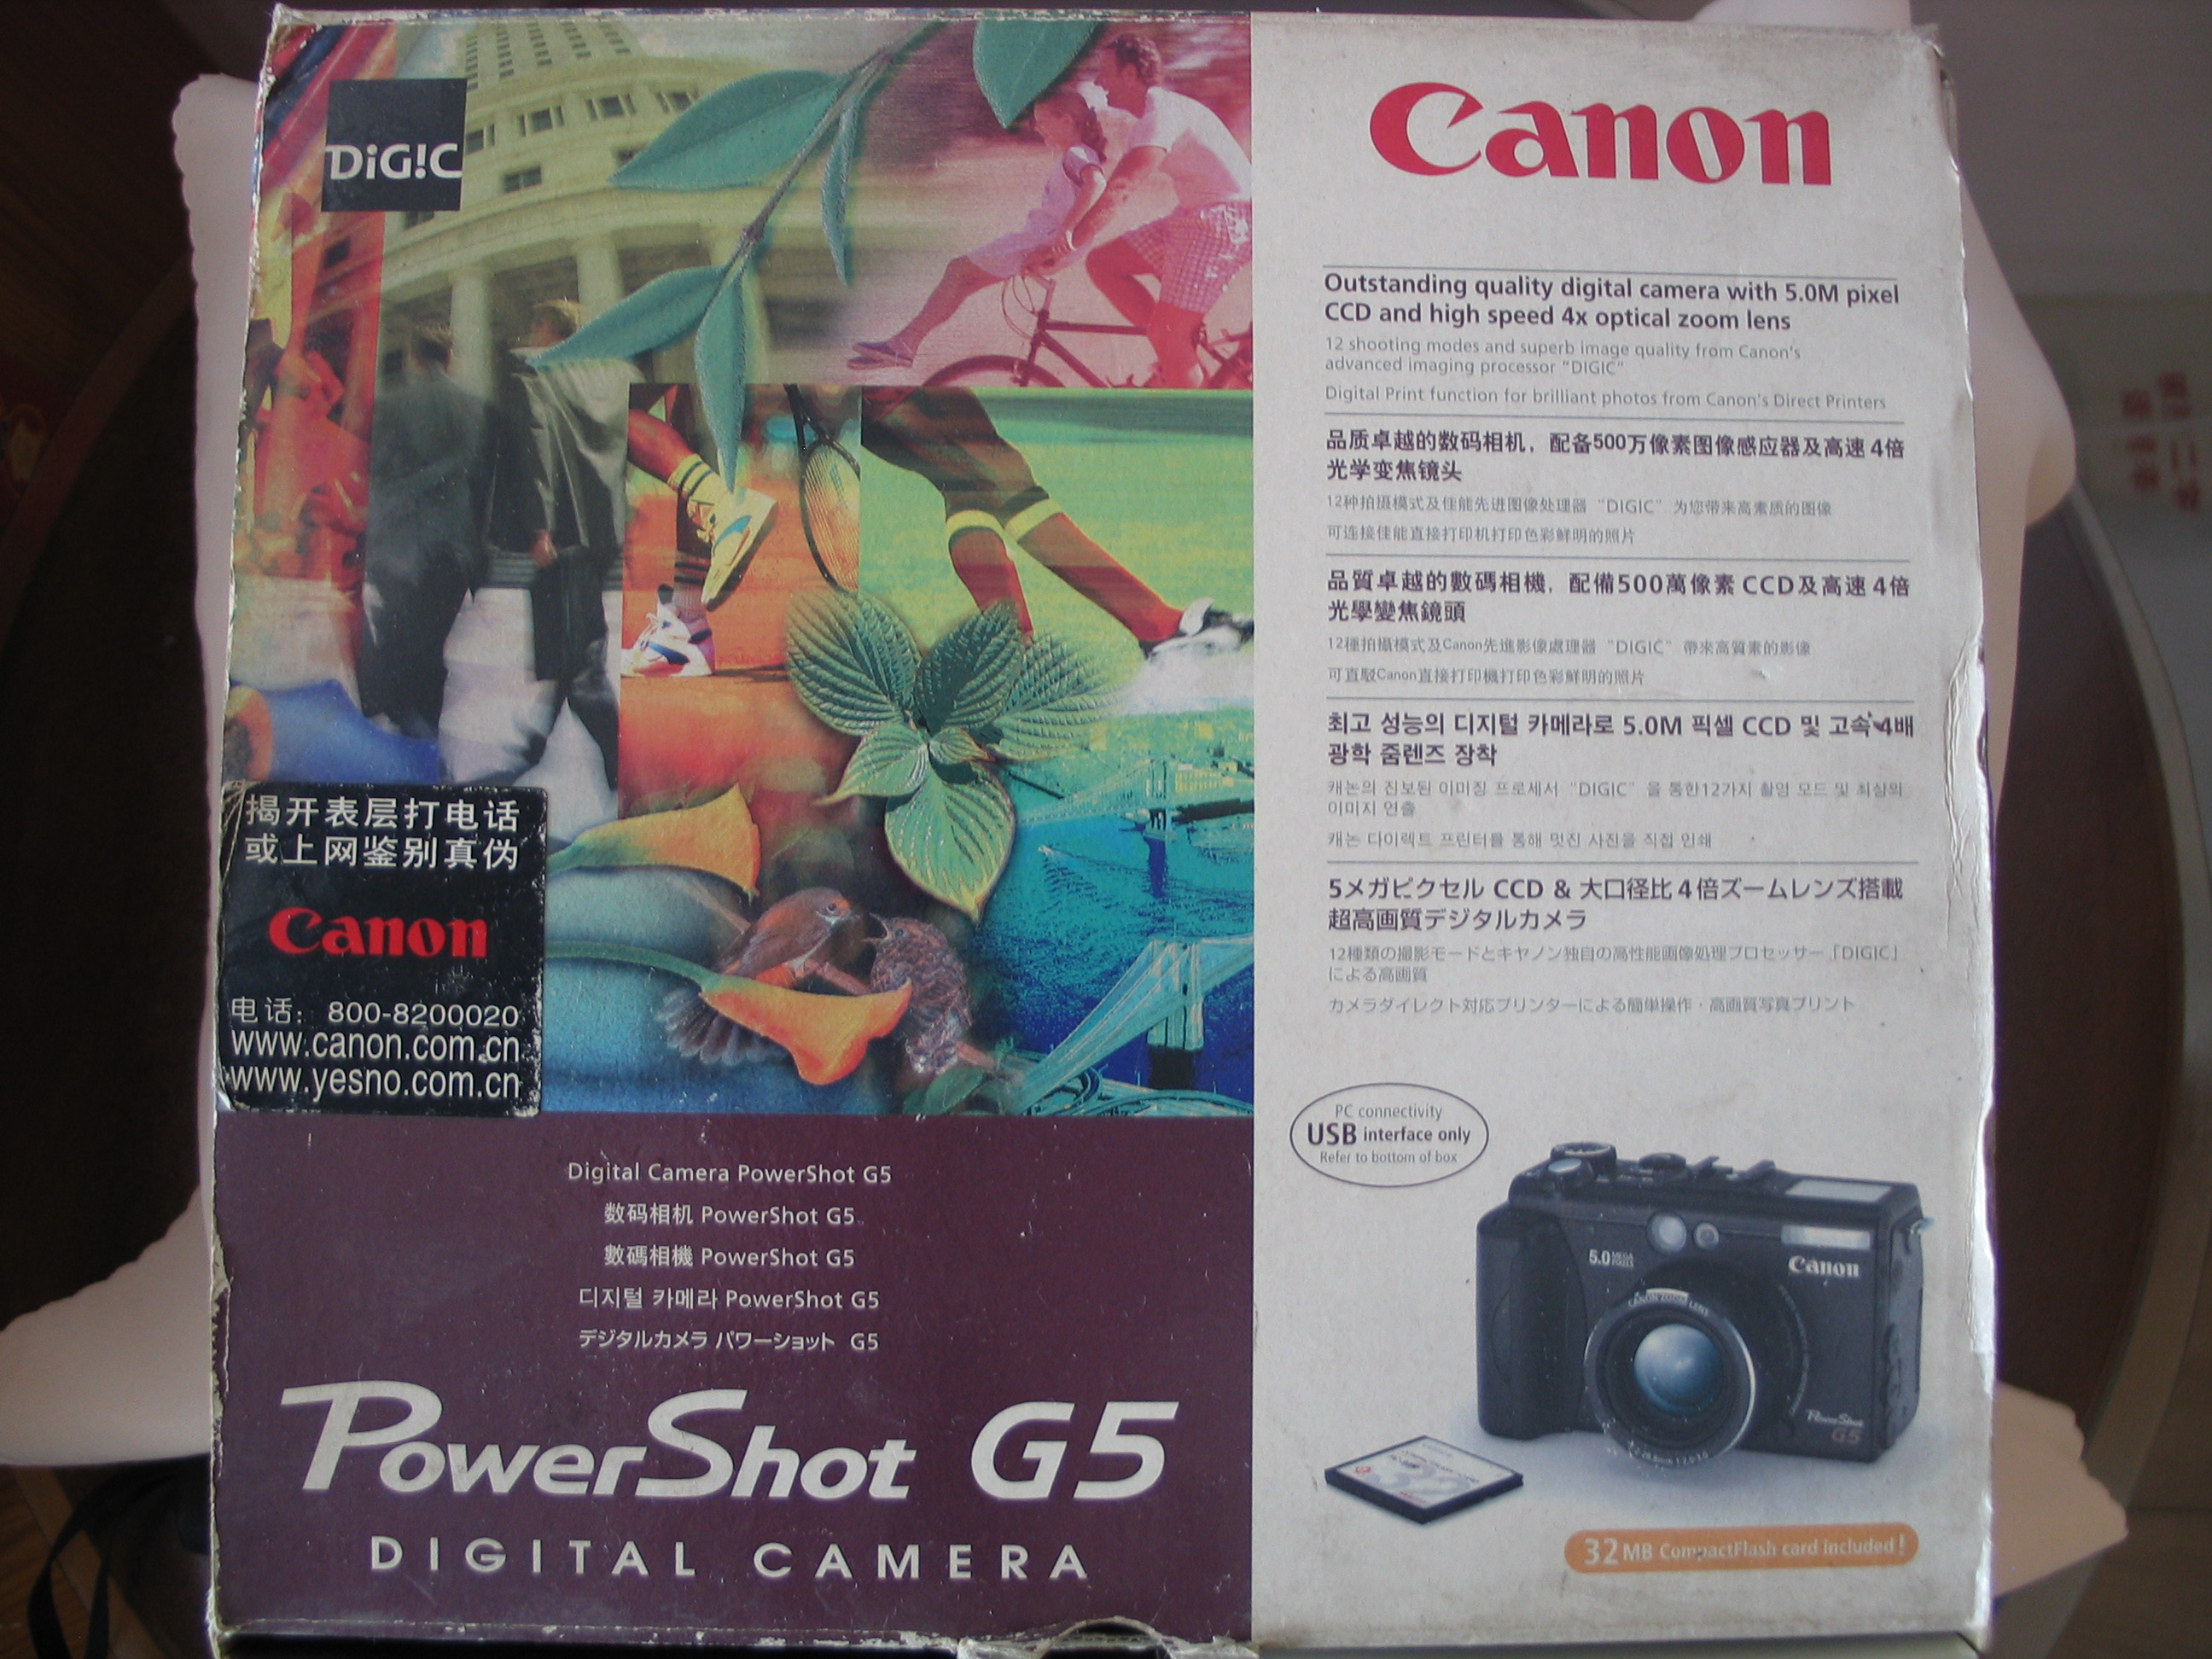 DiG!C
揭开表层打电话
或上网鉴别真伪
Canon
电话：800-8200020
www.canon.com.cn
www.yesno.com.cn
Digital Camera PowerShot G5
数码相机 PowerShot G5
數碼相機 PowerShot G5
디지털 카메라 PowerShot G5
デジタルカメラ パワーショット G5
PowerShot G5
DIGITAL CAMERA
Canon
Outstanding quality digital camera with 5.0M pixel
CCD and high speed 4x optical zoom lens
12 shooting modes and superb image quality from Canon's
advanced imaging processor "DIGIC"
Digital Print function for brilliant photos from Canon's Direct Printers
品质卓越的数码相机，配备500万像素图像感应器及高速4倍
光学变焦镜头
12种拍摄模式及佳能先进图像处理器 “DIGIC” 为您带来高素质的图像
可连接佳能直接打印机打印色彩鲜明的照片
品質卓越的數碼相機，配備500萬像素 CCD及高速4倍
光學變焦鏡頭
12種拍攝模式及Canon先進影像處理器 “DIGIC” 帶來高質素的影像
可直駁Canon直接打印機打印色彩鮮明的照片
최고 성능의 디지털 카메라로 5.0M 픽셀 CCD 및 고속 4배
광학 줌렌즈 장착
캐논의 진보된 이미징 프로세서 “DIGIC” 을 통한12가지 촬영 모드 및 최상의
이미지 연출
캐논 다이렉트 프린터를 통해 멋진 사진을 직접 인쇄
5メガピクセル CCD & 大口径比4倍ズームレンズ搭載
超高画質デジタルカメラ
12種類の撮影モードとキヤノン独自の高性能画像処理プロセッサー「DIGIC」
による高画質
カメラダイレクト対応プリンターによる簡単操作・高画質写真プリント
PC connectivity
USB interface only
Refer to bottom of box
5.0 MEGA PIXELS
Canon
CANON ZOOM LENS
PowerShot
G5
32MB CompactFlash card included!